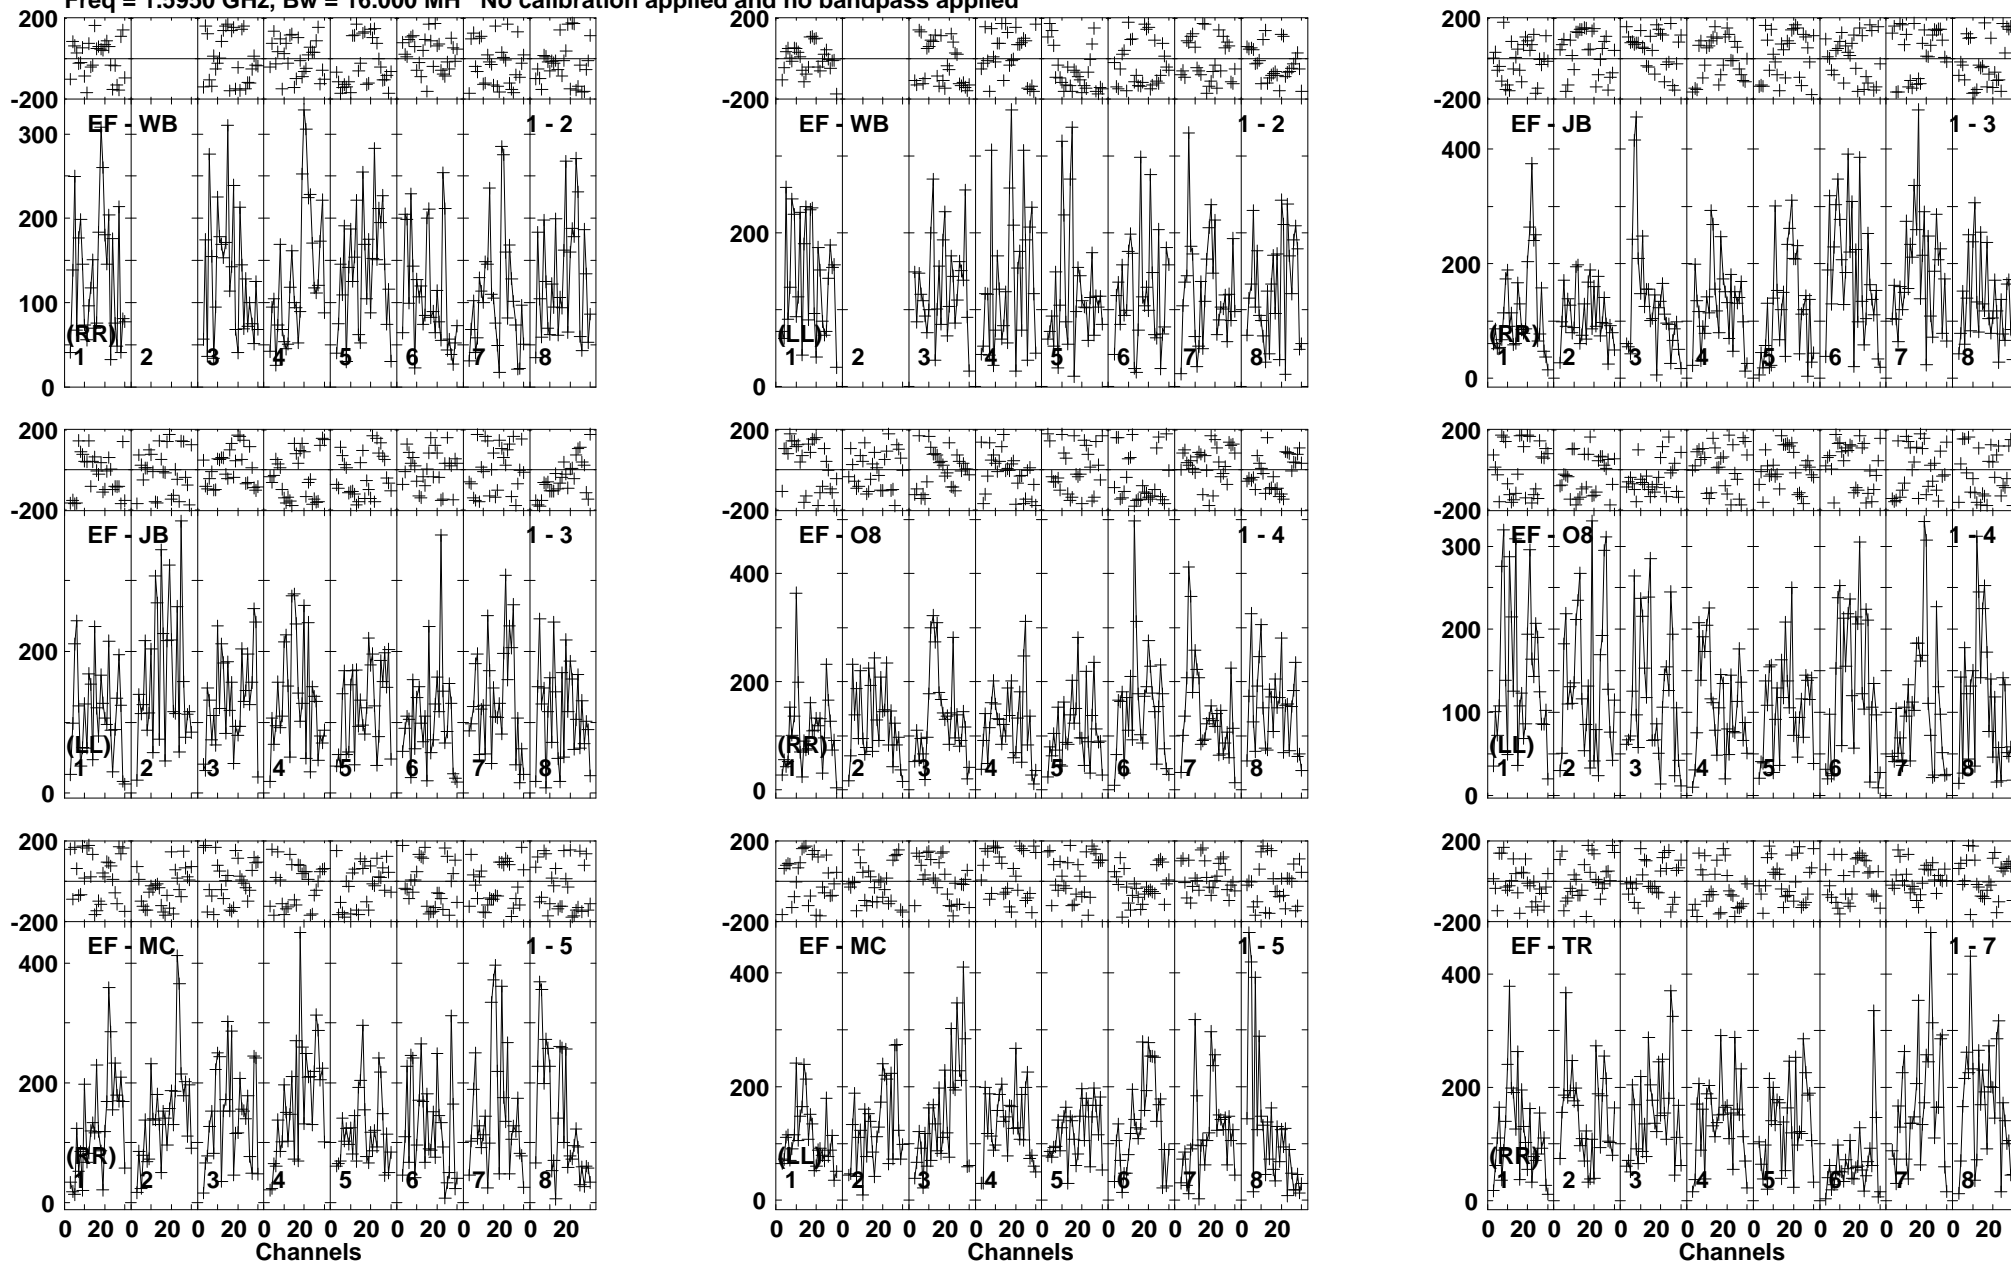 Freq = 1.5950 GHz, Bw = 16.000 MH No calibration applied and no bandpass applied
200 200 200
-200 -200 -200
EF - WB 1 - 2 EF - WB 1 - 2 EF - JB 1 - 3
300 200 400
200 0 200
100 0
0
(RR) (LL) (RR)
1 2 3 4 5 6 7 8 1 2 3 4 5 6 7 8 1 2 3 4 5 6 7 8
200 200 200
-200 -200 -200
EF - JB 1 - 3 EF - O8 1 - 4 EF - O8 1 - 4
200 400 300
0 200 200
0 100
0
(LL) (RR) (LL)
1 2 3 4 5 6 7 8 1 2 3 4 5 6 7 8 1 2 3 4 5 6 7 8
200 200 200
-200 -200 -200
EF - MC 1 - 5 EF - MC 1 - 5 EF - TR 1 - 7
400 400 400
200 200 200
0 0 0
(RR) (LL) (RR)
1 2 3 4 5 6 7 8 1 2 3 4 5 6 7 8 1 2 3 4 5 6 7 8
0 20 0 20 0 20 0 20 0 20 0 20 0 20 0 20 0 20 0 20 0 20 0 20 0 20 0 20 0 20 0 20 0 20 0 20 0 20 0 20 0 20 0 20 0 20 0 20
Channels Channels Channels